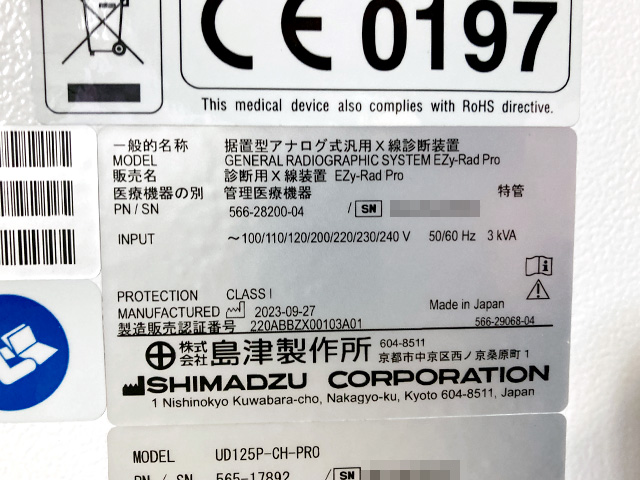 CE 0197
This medical device also complies with RoHS directive.
一般的名称 据置型アナログ式汎用X線診断装置
MODEL GENERAL RADIOGRAPHIC SYSTEM EZy-Rad Pro
販売名 診断用X線装置 EZy-Rad Pro
医療機器の別 管理医療機器 特管
PN / SN 566-28200-04 / SN
INPUT ~100/110/120/200/220/230/240 V 50/60 Hz 3 kVA
PROTECTION CLASS I
MANUFACTURED 2023-09-27 Made in Japan
製造販売認証番号 220ABBZX00103A01 566-29068-04
株式会社 島津製作所 604-8511
京都市中京区西ノ京桑原町1
SHIMADZU CORPORATION
1 Nishinokyo Kuwabara-cho, Nakagyo-ku, Kyoto 604-8511, Japan
MODEL UD125P-CH-PRO
PN / SN 565-17892 / SN